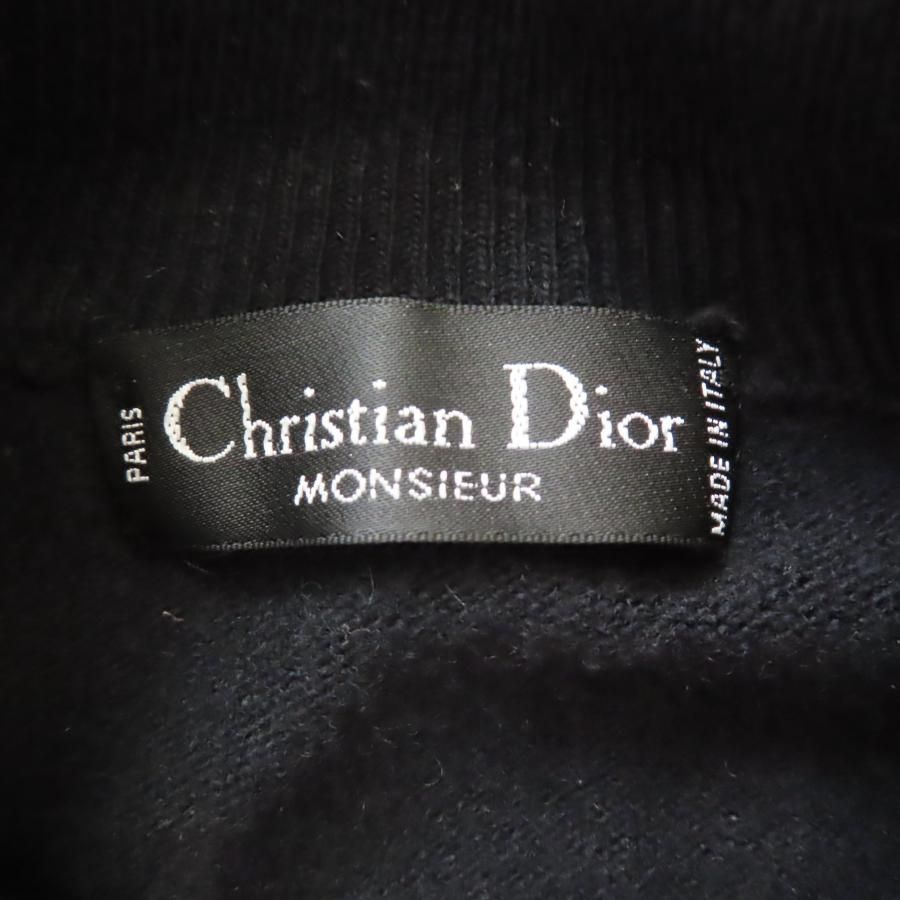 PARIS
Christian Dior
MONSIEUR
MADE IN ITALY